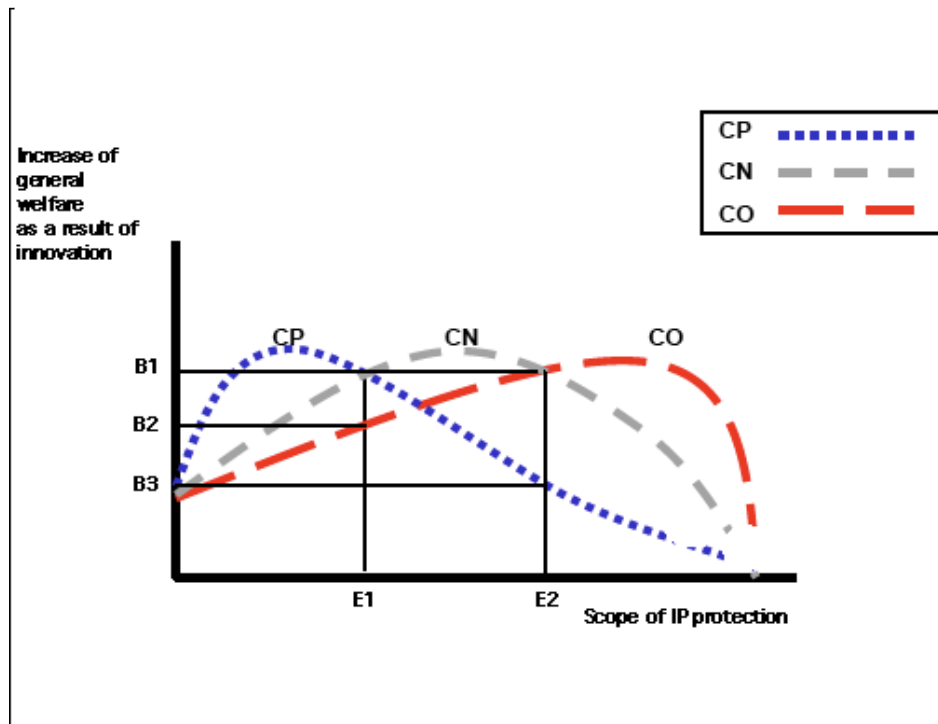 CP
CN
CO
Increase of
general
welfare
as a result of
innovation
CP
CN
CO
B1
B2
B3
E1
E2
Scope of IP protection